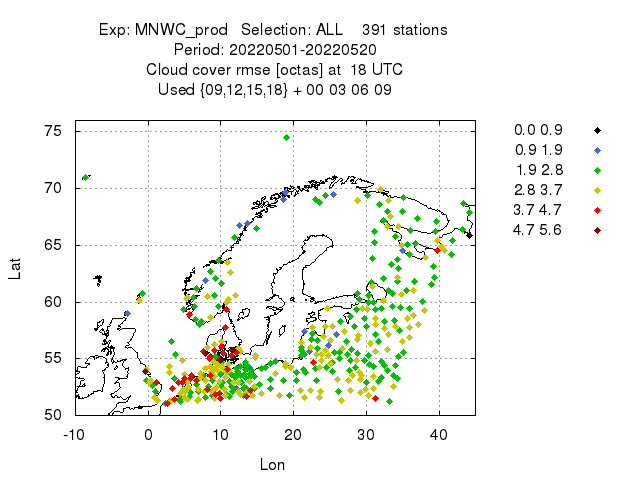 Exp: MNWC_prod   Selection: ALL    391 stations
Period: 20220501-20220520
Cloud cover rmse [octas] at  18 UTC
Used {09,12,15,18} + 00 03 06 09
75
70
65
60
55
50
-10 0 10 20 30 40
Lat
Lon
0.0 0.9
0.9 1.9
1.9 2.8
2.8 3.7
3.7 4.7
4.7 5.6